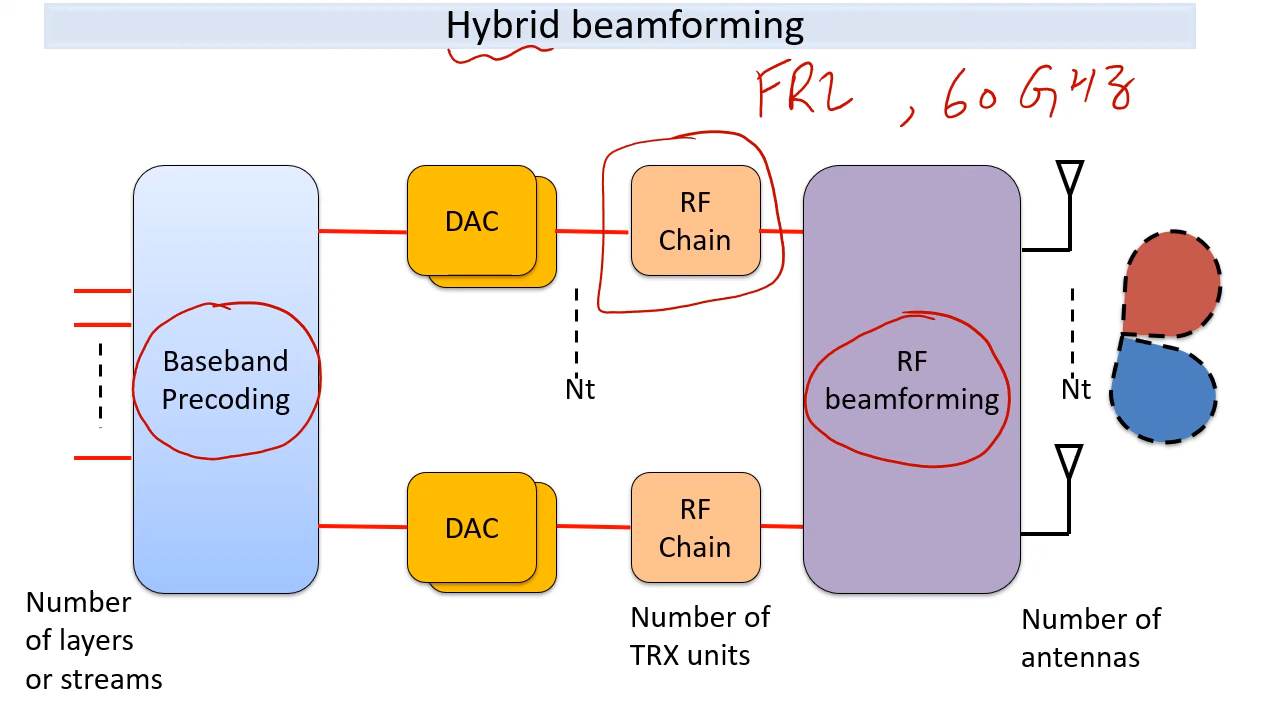 Hybrid beamforming
FR2, 60 GHz
DAC
RF
Chain
Baseband
Precoding
Nt
RF
beamforming
Nt
DAC
RF
Chain
Number
of layers
or streams
Number of
TRX units
Number of
antennas